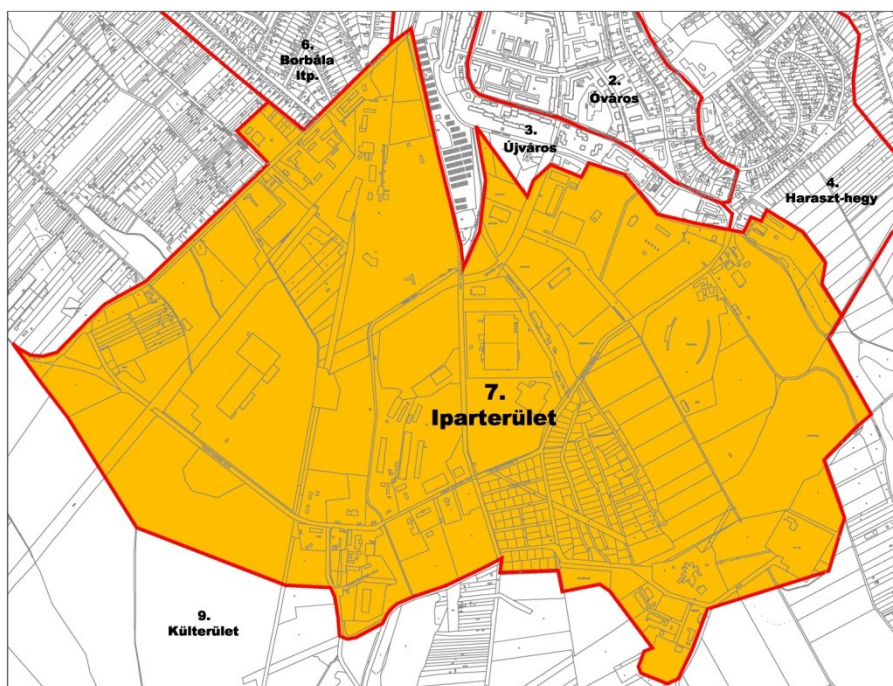 6.
Borbála
ltp.
2.
Óváros
3.
Újváros
4.
Haraszt-hegy
7.
Iparterület
9.
Külterület